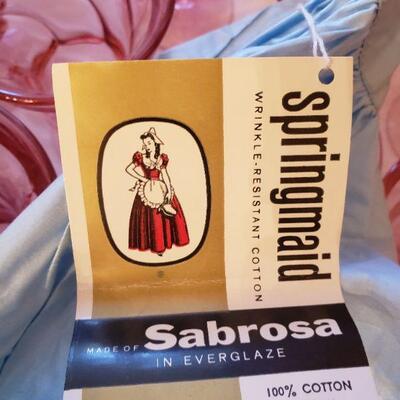 springmaid
WRINKLE-RESISTANT COTTON
®
MADE OF Sabrosa
IN EVERGLAZE
100% COTTON